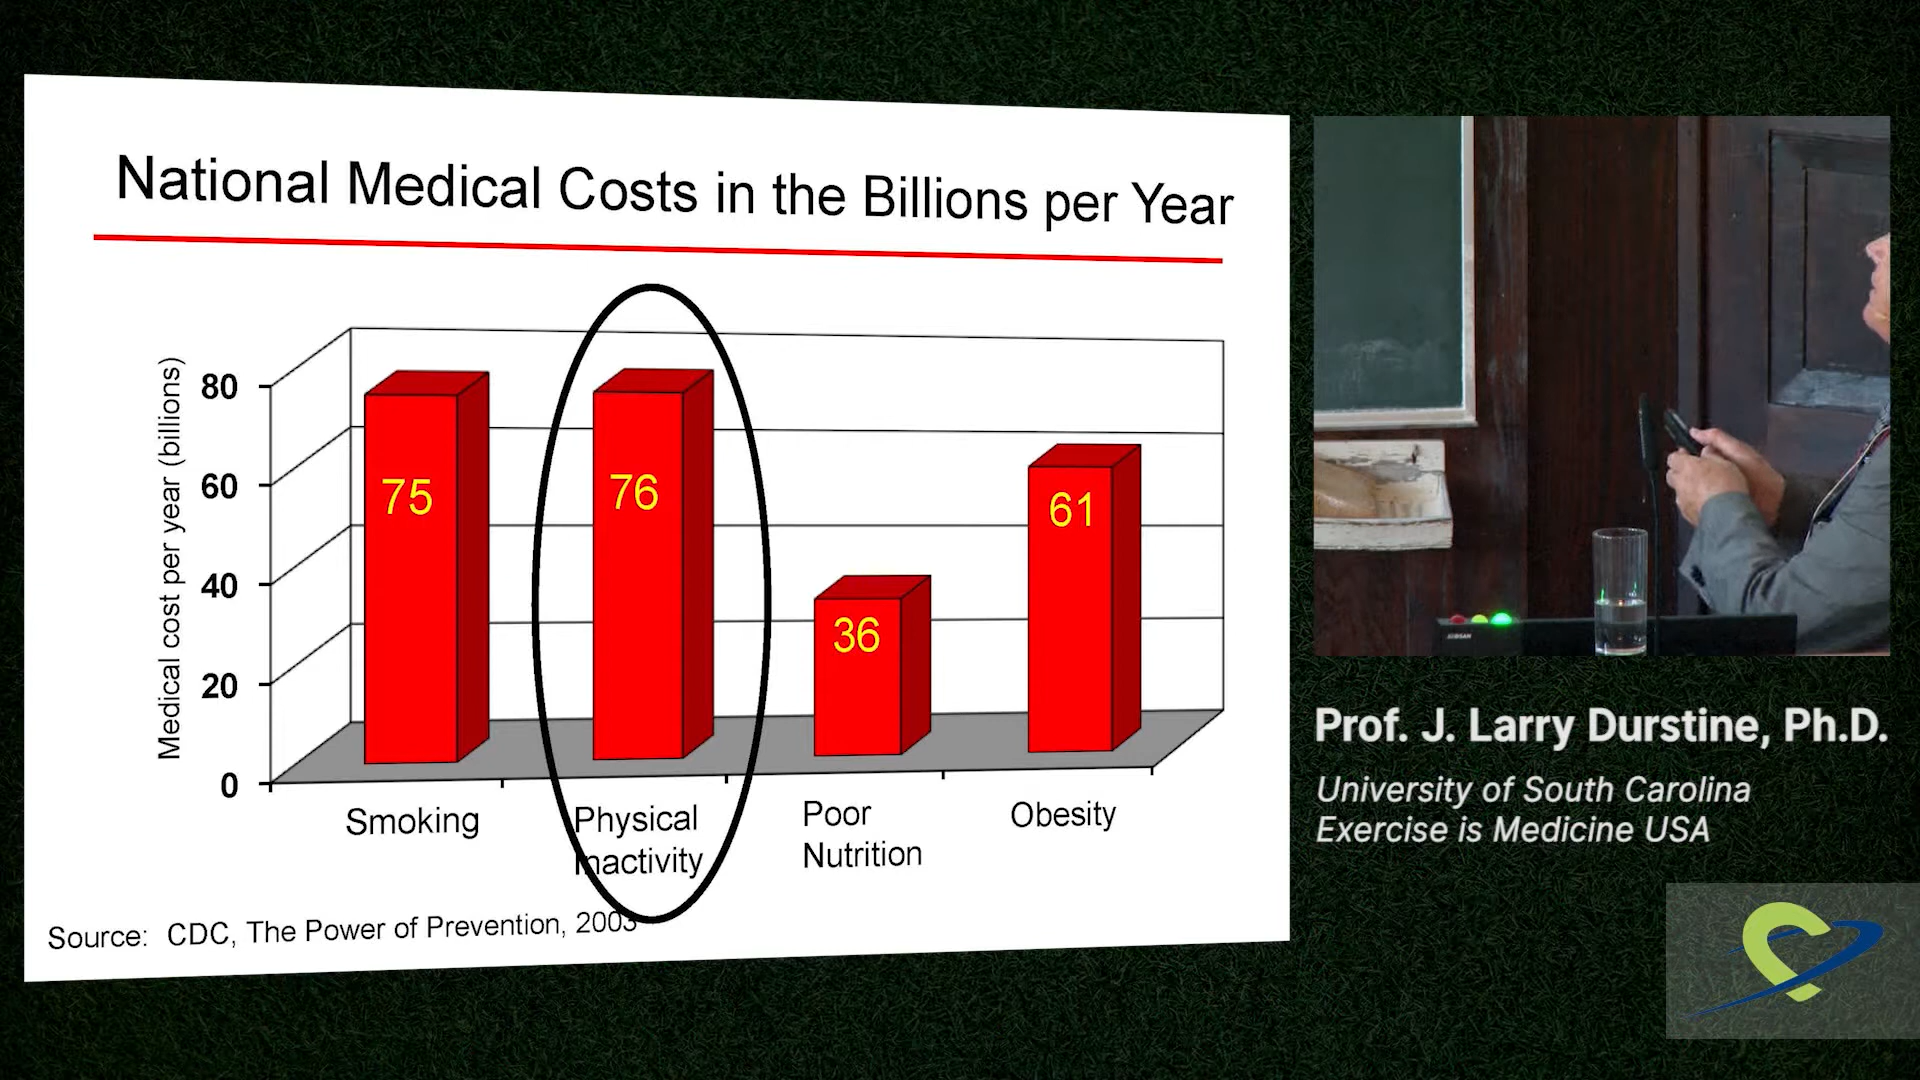 National Medical Costs in the Billions per Year
Medical cost per year (billions)
80
60
40
20
0
75
76
36
61
Smoking
Physical
Inactivity
Poor
Nutrition
Obesity
Source: CDC, The Power of Prevention, 2003
Prof. J. Larry Durstine, Ph.D.
University of South Carolina
Exercise is Medicine USA